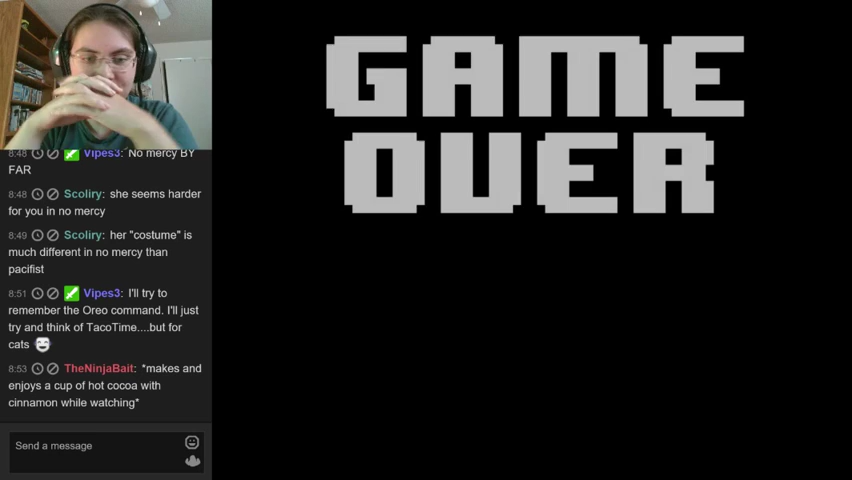 GAME
OVER
8:48 Vipes3: No mercy BY
FAR
8:48 Scoliry: she seems harder
for you in no mercy
8:49 Scoliry: her "costume" is
much different in no mercy than
pacifist
8:51 Vipes3: I'll try to
remember the Oreo command. I'll just
try and think of TacoTime....but for
cats
8:53 TheNinjaBait: *makes and
enjoys a cup of hot cocoa with
cinnamon while watching*
Send a message